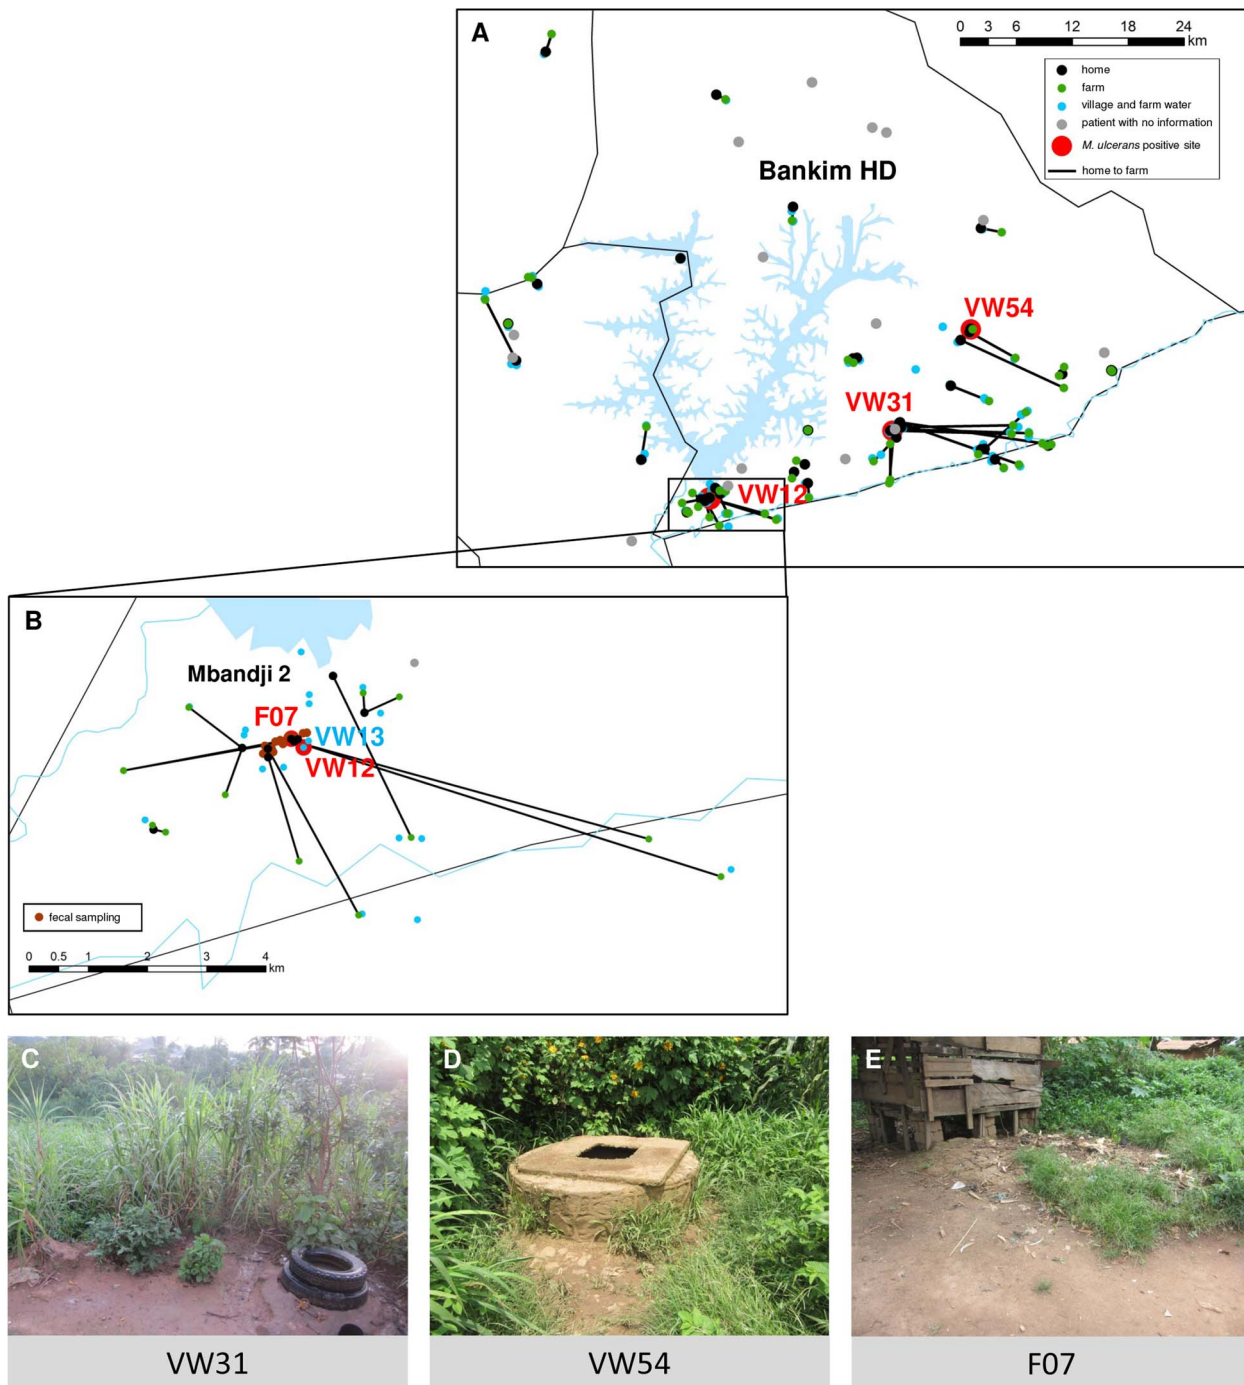 A
0 3 6 12 18 24
km
home
farm
village and farm water
patient with no information
M. ulcerans positive site
home to farm
Bankim HD
VW54
VW31
VW12
B
Mbandji 2
F07
VW13
VW12
fecal sampling
0 0.5 1 2 3 4
km
C
D
E
VW31
VW54
F07